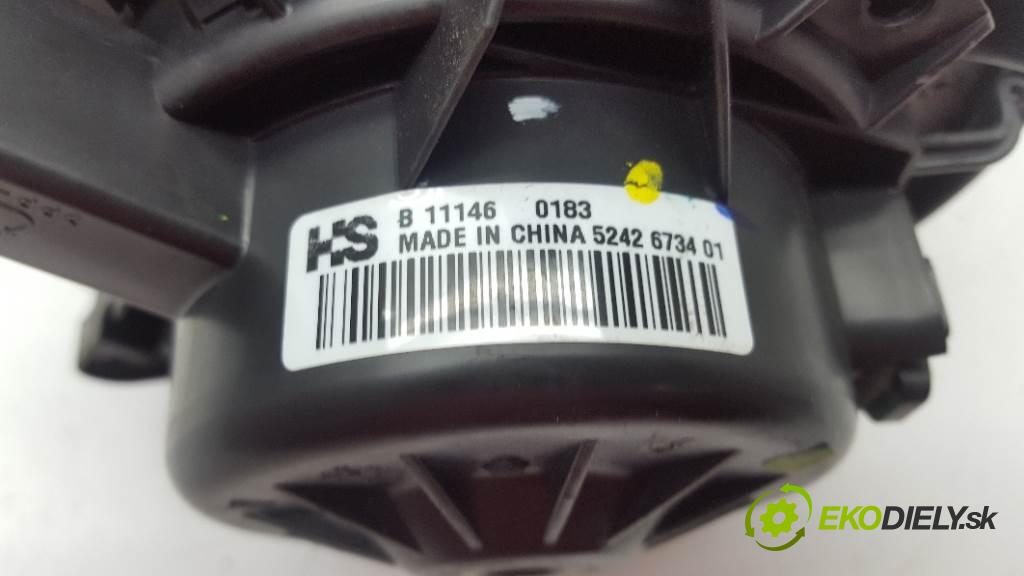 HS B 11146 0183
MADE IN CHINA 5242 6734 01
EKODIELY.sk